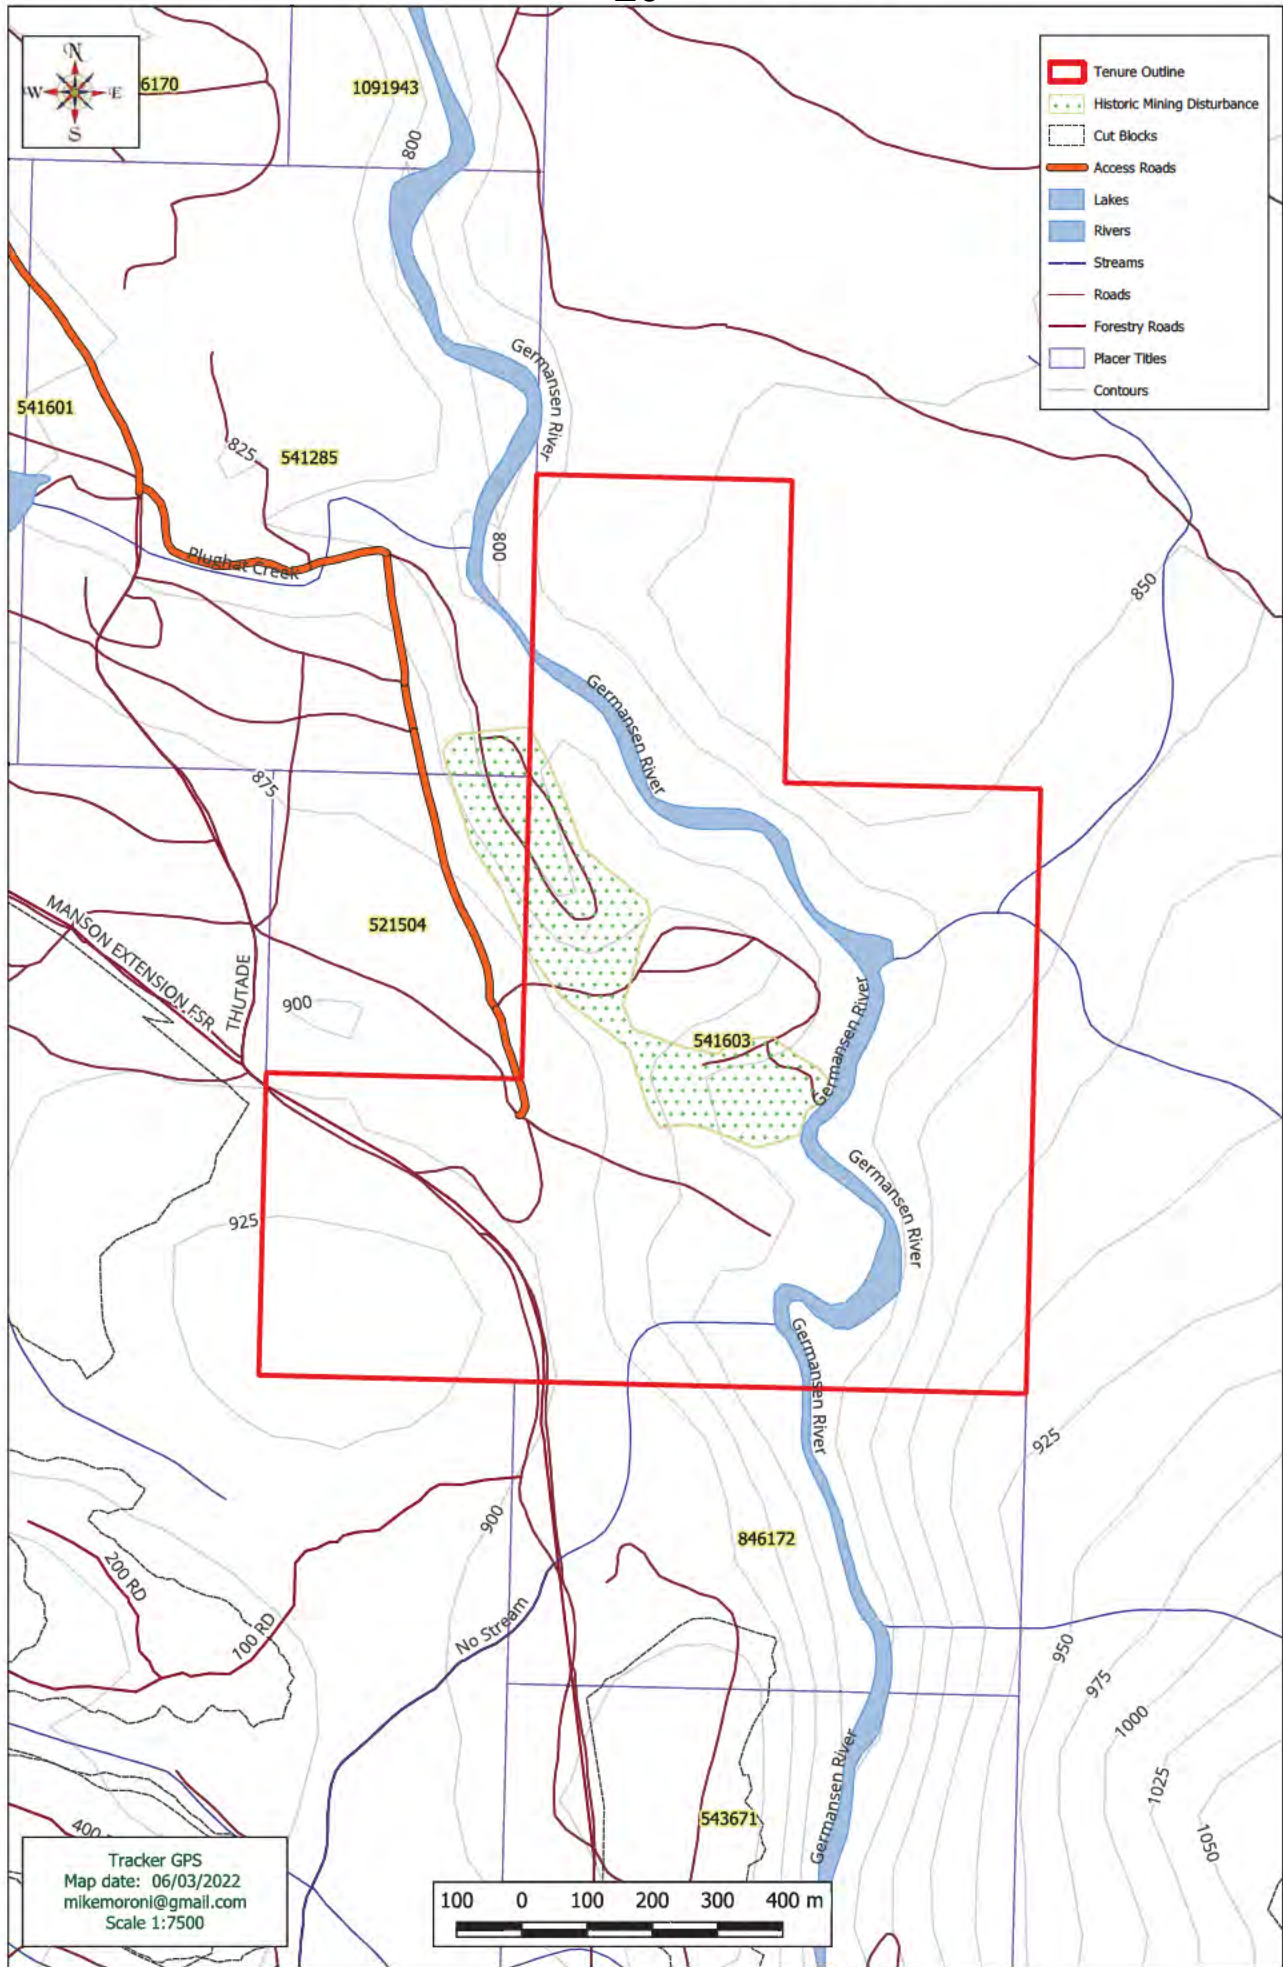 N
W
E
S
6170
1091943
800
Tenure Outline
Historic Mining Disturbance
Cut Blocks
Access Roads
Lakes
Rivers
Streams
Roads
Forestry Roads
Placer Titles
Contours
Germansen River
541601
825
541285
800
Plughat Creek
850
Germansen River
875
521504
MANSON EXTENSION FSR
THUTADE
900
541603
Germansen River
Germansen River
925
Germansen River
925
900
846172
200 RD
100 RD
No Stream
950
975
1000
1025
1050
Germansen River
543671
400
Tracker GPS
Map date: 06/03/2022
mikemoroni@gmail.com
Scale 1:7500
100 0 100 200 300 400 m